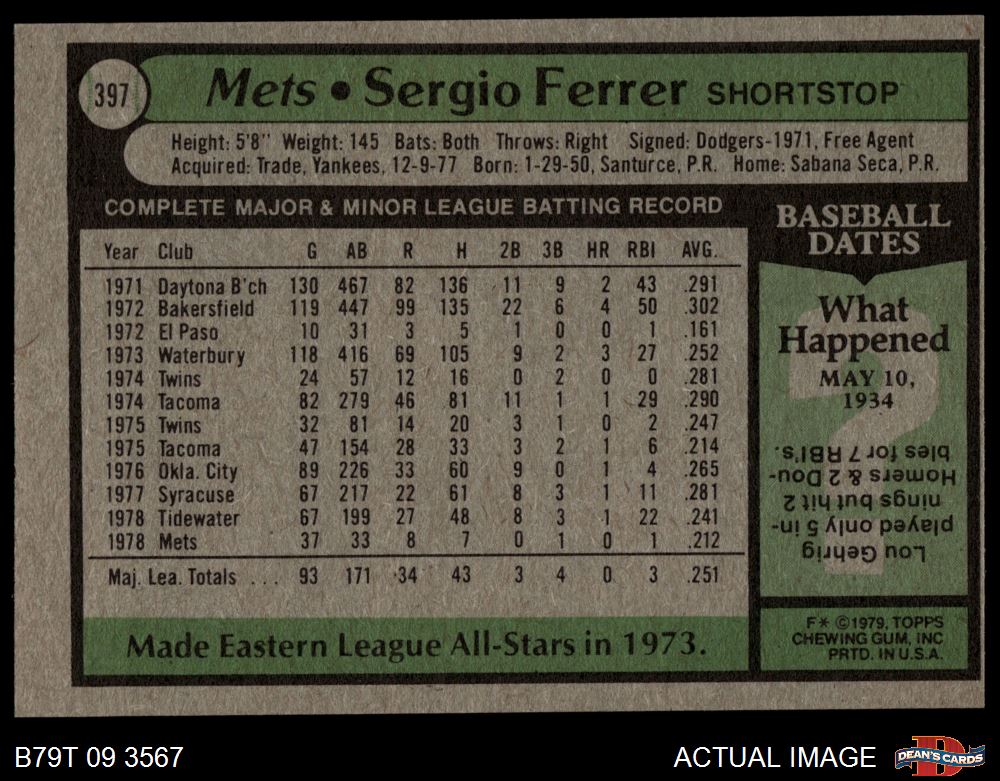 397
Mets • Sergio Ferrer SHORTSTOP
Height: 5'8" Weight: 145 Bats: Both Throws: Right Signed: Dodgers-1971, Free Agent
Acquired: Trade, Yankees, 12-9-77 Born: 1-29-50, Santurce, P.R. Home: Sabana Seca, P.R.
COMPLETE MAJOR & MINOR LEAGUE BATTING RECORD
Year Club G AB R H 2B 3B HR RBI AVG.
1971 Daytona B'ch 130 467 82 136 11 9 2 43 .291
1972 Bakersfield 119 447 99 135 22 6 4 50 .302
1972 El Paso 10 31 3 5 1 0 0 1 .161
1973 Waterbury 118 416 69 105 9 2 3 27 .252
1974 Twins 24 57 12 16 0 2 0 0 .281
1974 Tacoma 82 279 46 81 11 1 1 29 .290
1975 Twins 32 81 14 20 3 1 0 2 .247
1975 Tacoma 47 154 28 33 3 2 1 6 .214
1976 Okla. City 89 226 33 60 9 0 1 4 .265
1977 Syracuse 67 217 22 61 8 3 1 11 .281
1978 Tidewater 67 199 27 48 8 3 1 22 .241
1978 Mets 37 33 8 7 0 1 0 1 .212
Maj. Lea. Totals ... 93 171 34 43 3 4 0 3 .251
Made Eastern League All-Stars in 1973.
BASEBALL
DATES
What
Happened
MAY 10,
1934
Lou Gehrig
played only 5 in-
nings but hit 2
Homers & 2 Dou-
bles for 7 RBI's.
F* ©1979, TOPPS
CHEWING GUM, INC
PRTD. IN U.S.A.
B79T 09 3567
ACTUAL IMAGE
D
DEAN'S CARDS